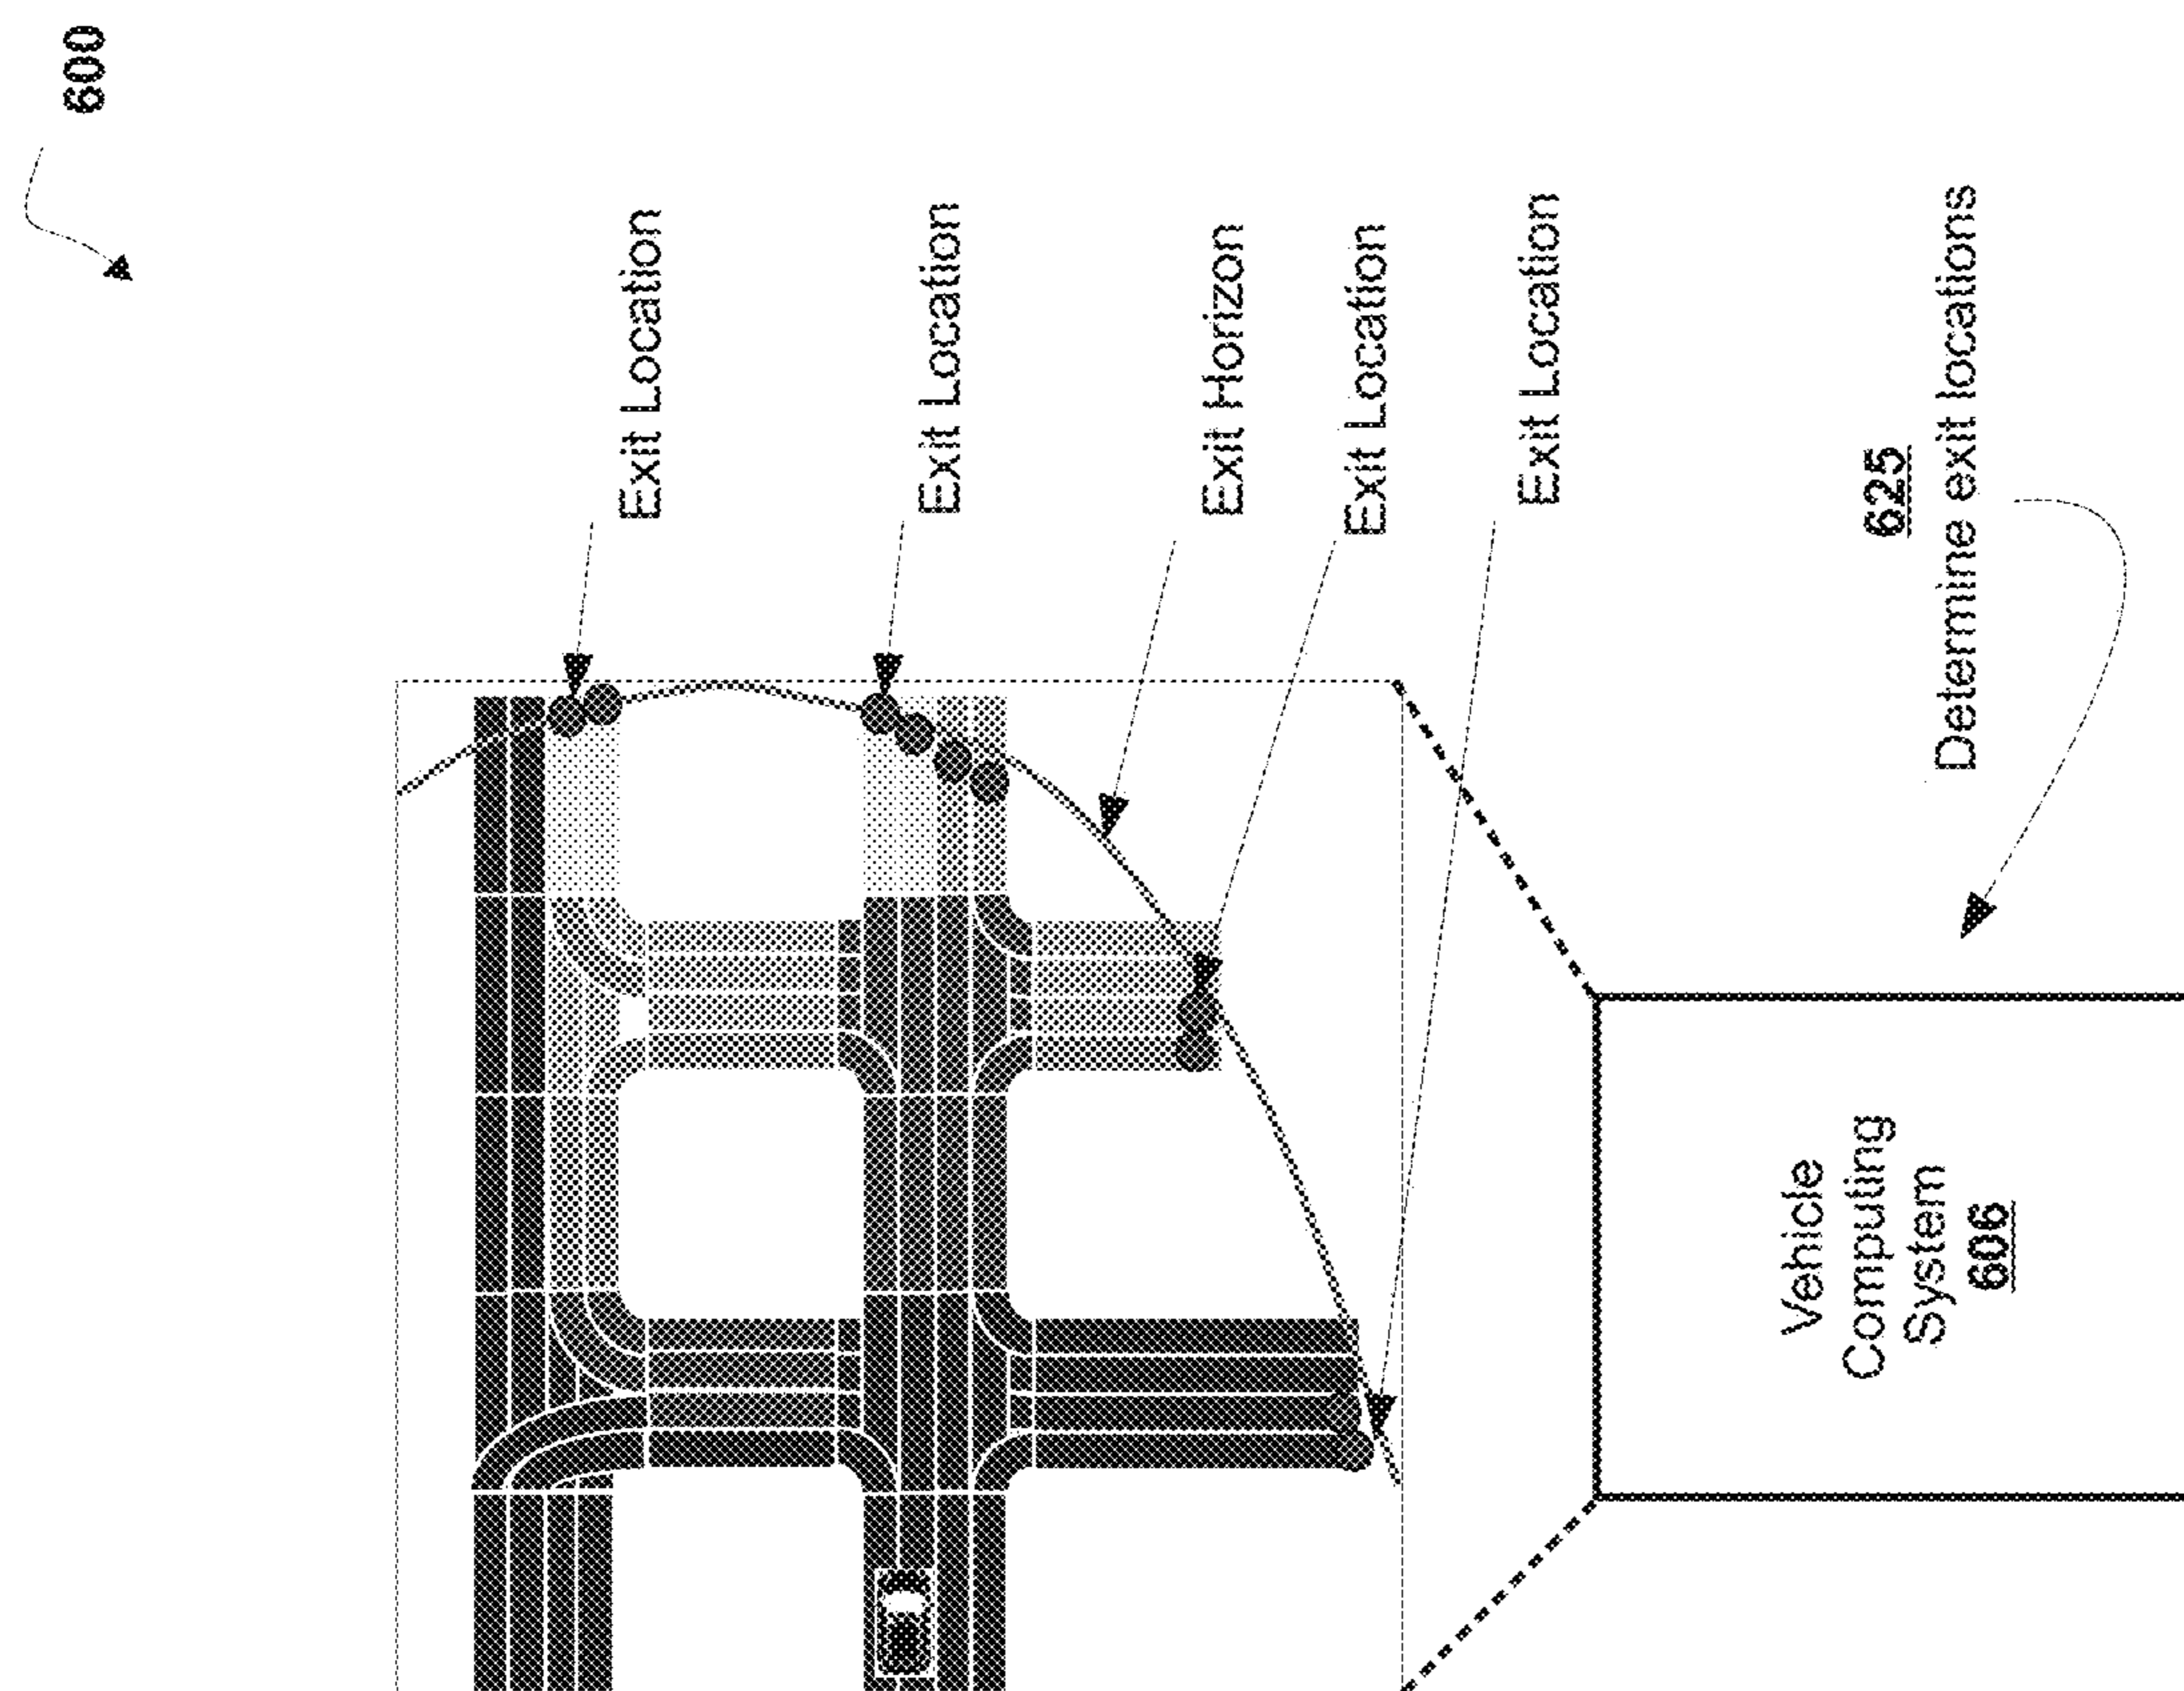 600
Exit Location
Exit Location
Exit Horizon
Exit Location
Exit Location
625
Determine exit locations
Vehicle
Computing
System
606